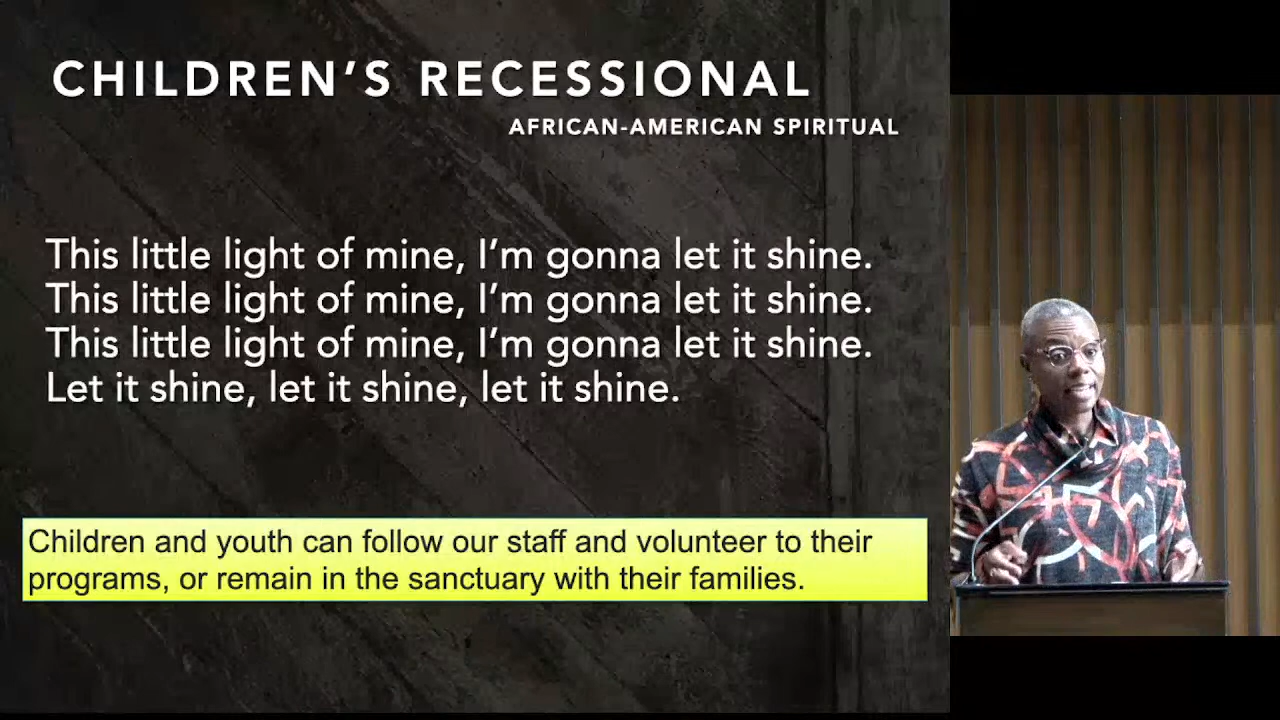 CHILDREN’S RECESSIONAL
AFRICAN-AMERICAN SPIRITUAL
This little light of mine, I’m gonna let it shine.
This little light of mine, I’m gonna let it shine.
This little light of mine, I’m gonna let it shine.
Let it shine, let it shine, let it shine.
Children and youth can follow our staff and volunteer to their
programs, or remain in the sanctuary with their families.